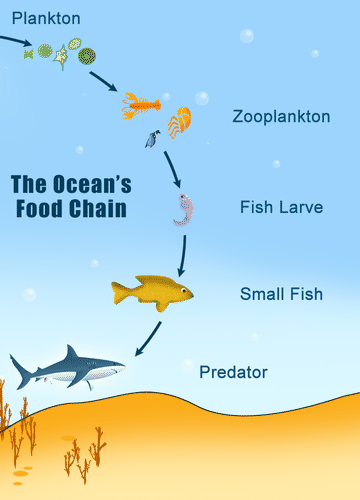 Plankton
Zooplankton
The Ocean's
Food Chain
Fish Larve
Small Fish
Predator